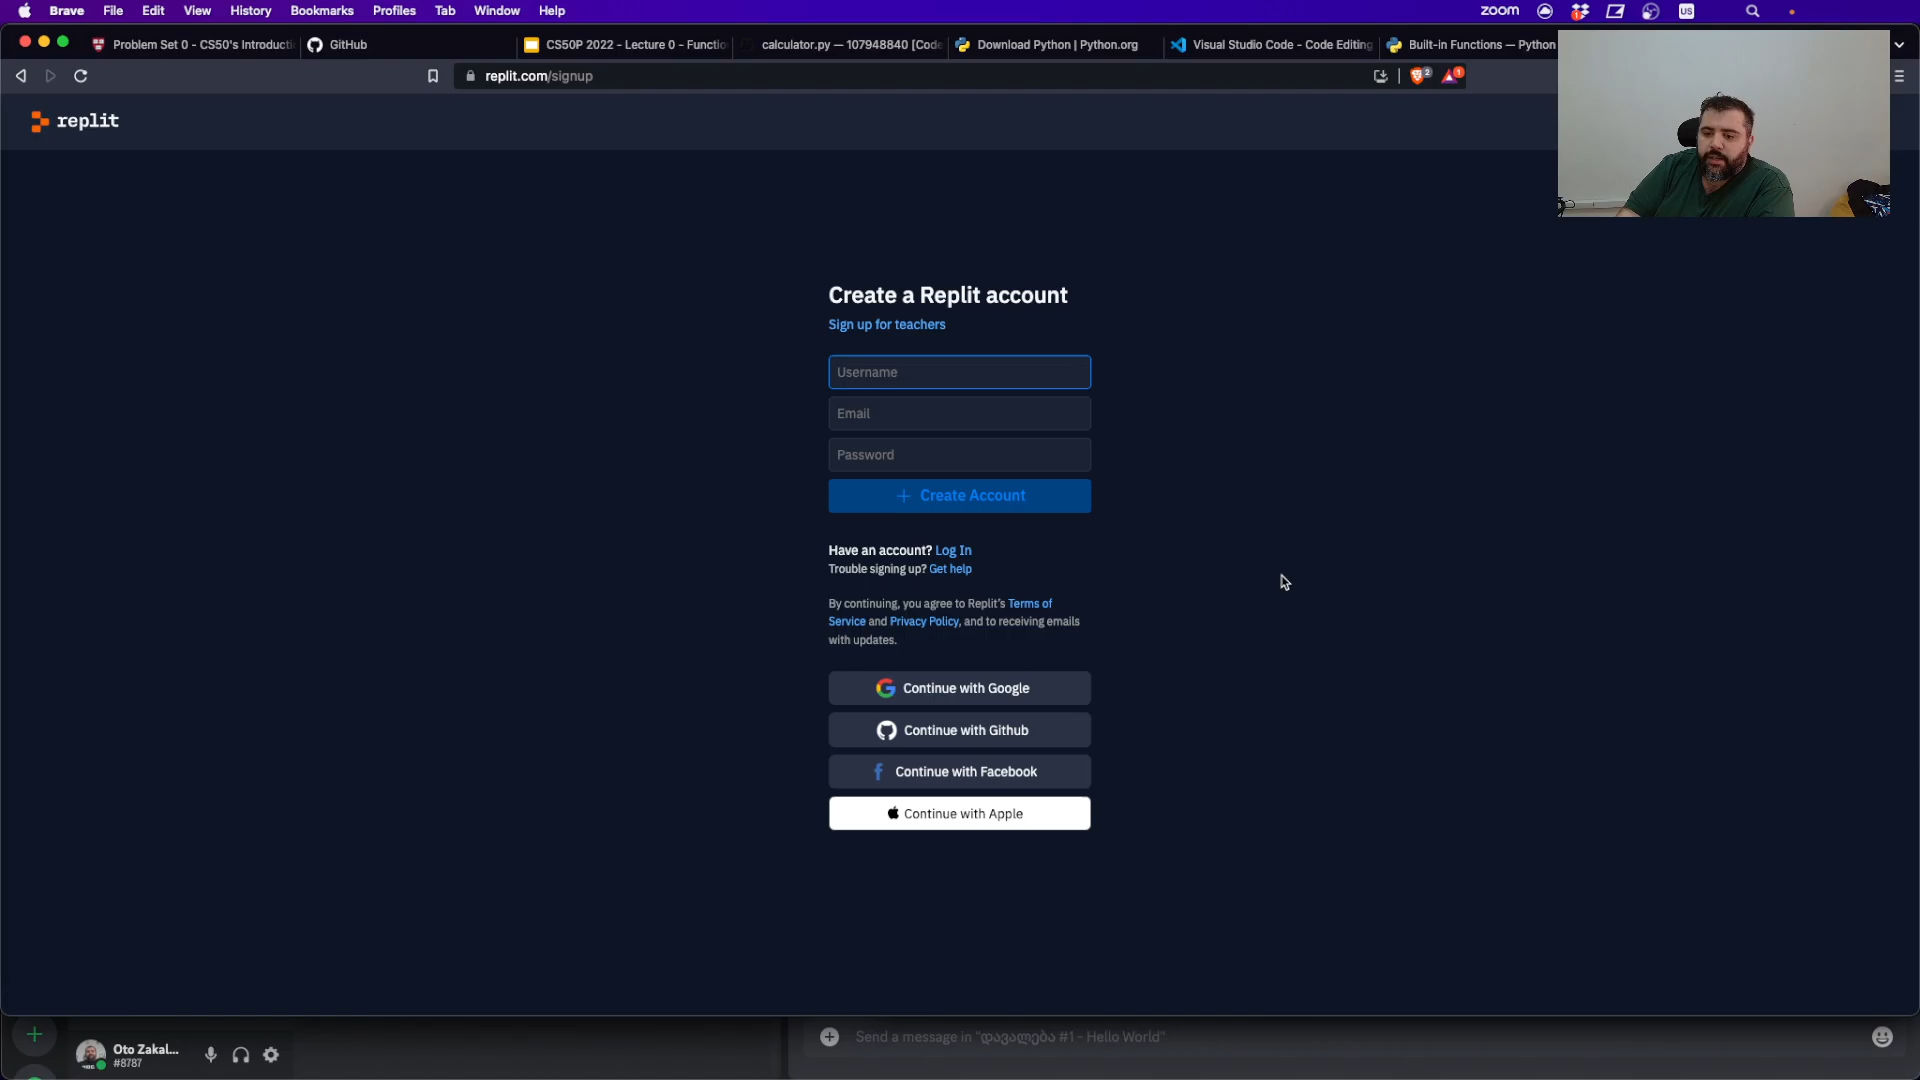 Brave File Edit View History Bookmarks Profiles Tab Window Help zoom US
Problem Set 0 - CS50's Introducti GitHub CS50P 2022 - Lecture 0 - Functio calculator.py — 107948840 [Code Download Python | Python.org Visual Studio Code - Code Editing Built-in Functions — Python
replit.com/signup 2 1
replit
Create a Replit account
Sign up for teachers
Username
Email
Password
+ Create Account
Have an account? Log In
Trouble signing up? Get help
By continuing, you agree to Replit's Terms of
Service and Privacy Policy, and to receiving emails
with updates.
Continue with Google
Continue with Github
Continue with Facebook
Continue with Apple
Send a message in "დავალება #1 - Hello World"
Oto Zakal...
#8787